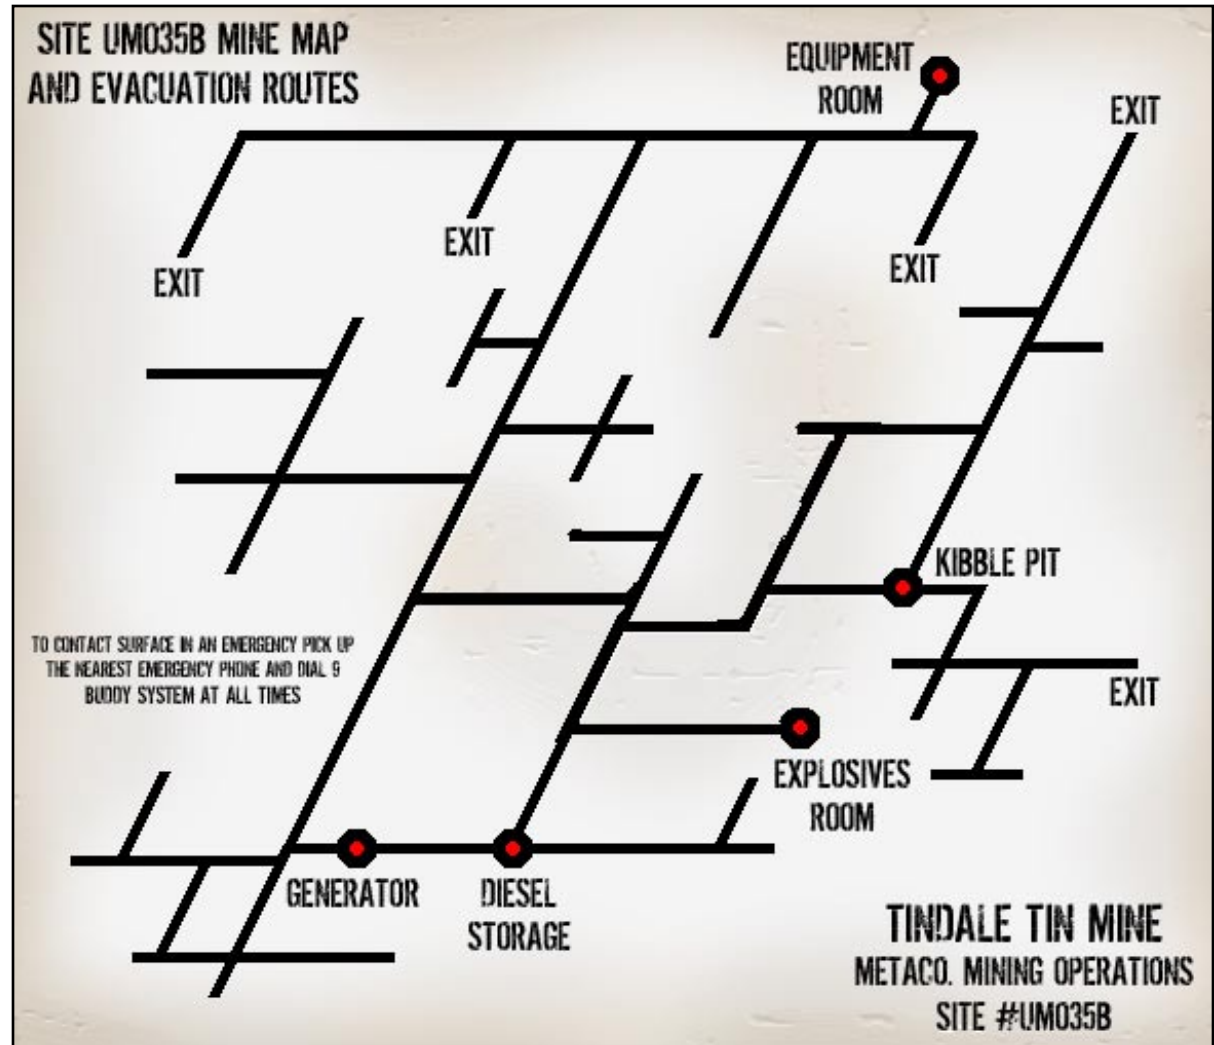 SITE UM035B MINE MAP
AND EVACUATION ROUTES
EQUIPMENT
ROOM
EXIT
EXIT
EXIT
EXIT
KIBBLE PIT
TO CONTACT SURFACE IN AN EMERGENCY PICK UP
THE NEAREST EMERGENCY PHONE AND DIAL 9
BUDDY SYSTEM AT ALL TIMES
EXIT
EXPLOSIVES
ROOM
GENERATOR
DIESEL
STORAGE
TINDALE TIN MINE
METACO. MINING OPERATIONS
SITE #UM035B